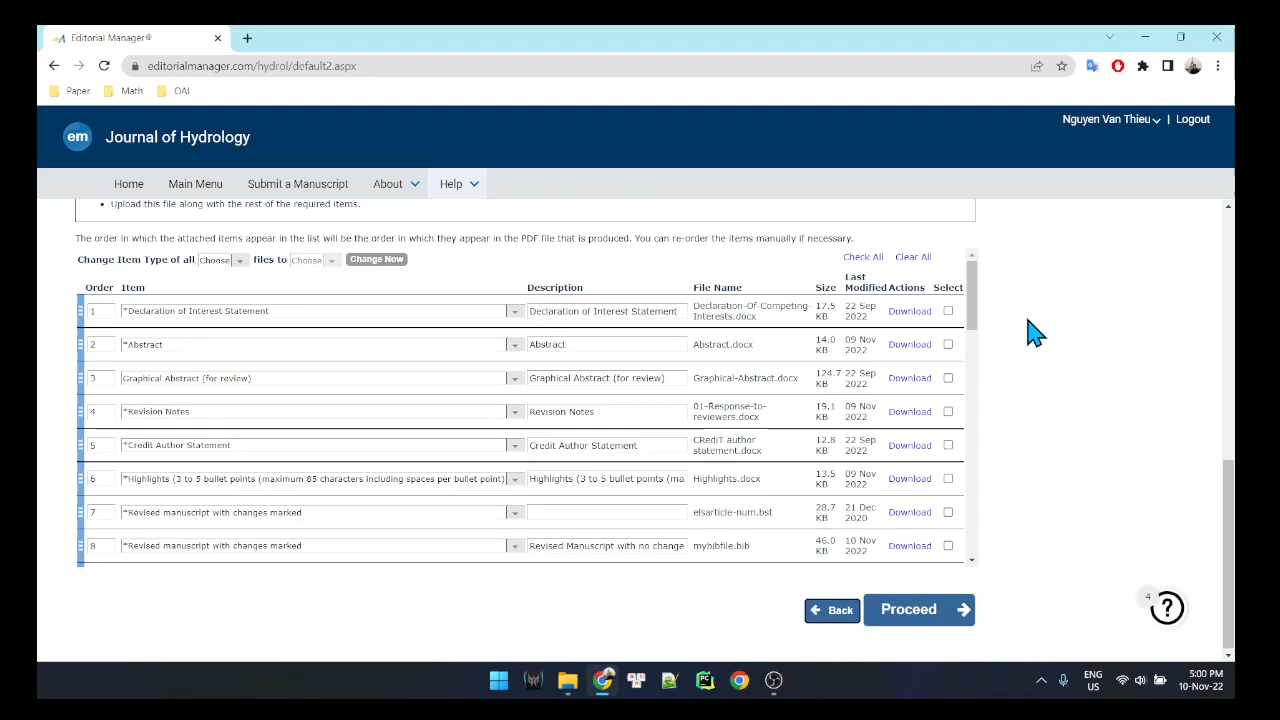 Editorial Manager®
editorialmanager.com/hydrol/default2.aspx
Paper Math OAI
Nguyen Van Thieu | Logout
em Journal of Hydrology
Home Main Menu Submit a Manuscript About Help
• Upload this file along with the rest of the required items.
The order in which the attached items appear in the list will be the order in which they appear in the PDF file that is produced. You can re-order the items manually if necessary.
Change Item Type of all Choose files to Choose Change Now Check All Clear All
Order Item Description File Name Size Last Modified Actions Select
1 *Declaration of Interest Statement Declaration of Interest Statement Declaration-Of-Competing-Interests.docx 17.5 KB 22 Sep 2022 Download
2 *Abstract Abstract Abstract.docx 14.0 KB 09 Nov 2022 Download
3 Graphical Abstract (for review) Graphical Abstract (for review) Graphical-Abstract.docx 124.7 KB 22 Sep 2022 Download
4 *Revision Notes Revision Notes 01-Response-to-reviewers.docx 19.1 KB 09 Nov 2022 Download
5 *Credit Author Statement Credit Author Statement CRediT author statement.docx 12.8 KB 22 Sep 2022 Download
6 *Highlights (3 to 5 bullet points (maximum 85 characters including spaces per bullet point) Highlights (3 to 5 bullet points (ma Highlights.docx 13.5 KB 09 Nov 2022 Download
7 *Revised manuscript with changes marked elsarticle-num.bst 28.7 KB 21 Dec 2020 Download
8 *Revised manuscript with changes marked Revised Manuscript with no change mybibfile.bib 46.0 KB 10 Nov 2022 Download
Back Proceed
4 ?
ENG US 5:00 PM 10-Nov-22